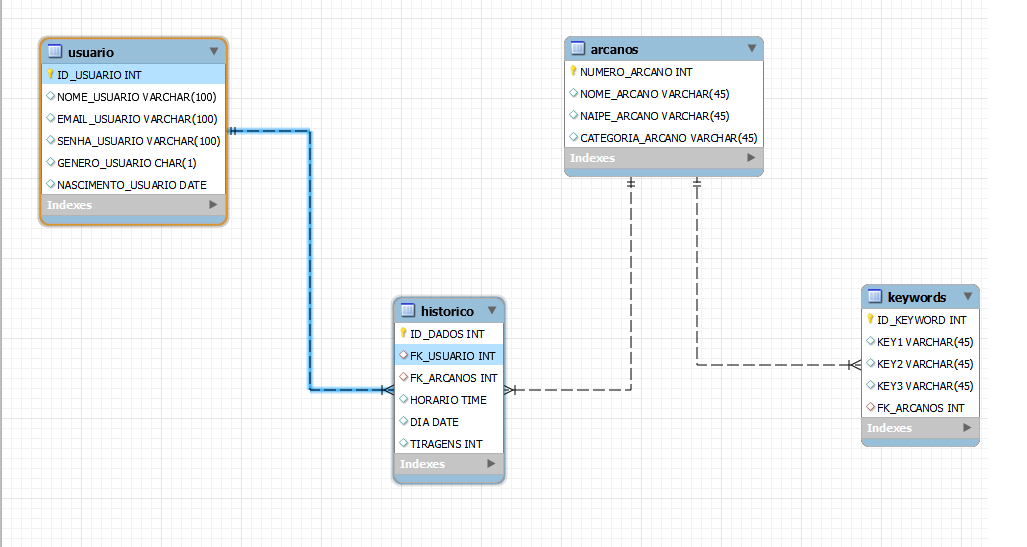 usuario
ID_USUARIO INT
NOME_USUARIO VARCHAR(100)
EMAIL_USUARIO VARCHAR(100)
SENHA_USUARIO VARCHAR(100)
GENERO_USUARIO CHAR(1)
NASCIMENTO_USUARIO DATE
Indexes
arcanos
NUMERO_ARCANO INT
NOME_ARCANO VARCHAR(45)
NAIPE_ARCANO VARCHAR(45)
CATEGORIA_ARCANO VARCHAR(45)
Indexes
historico
ID_DADOS INT
FK_USUARIO INT
FK_ARCANOS INT
HORARIO TIME
DIA DATE
TIRAGENS INT
Indexes
keywords
ID_KEYWORD INT
KEY1 VARCHAR(45)
KEY2 VARCHAR(45)
KEY3 VARCHAR(45)
FK_ARCANOS INT
Indexes